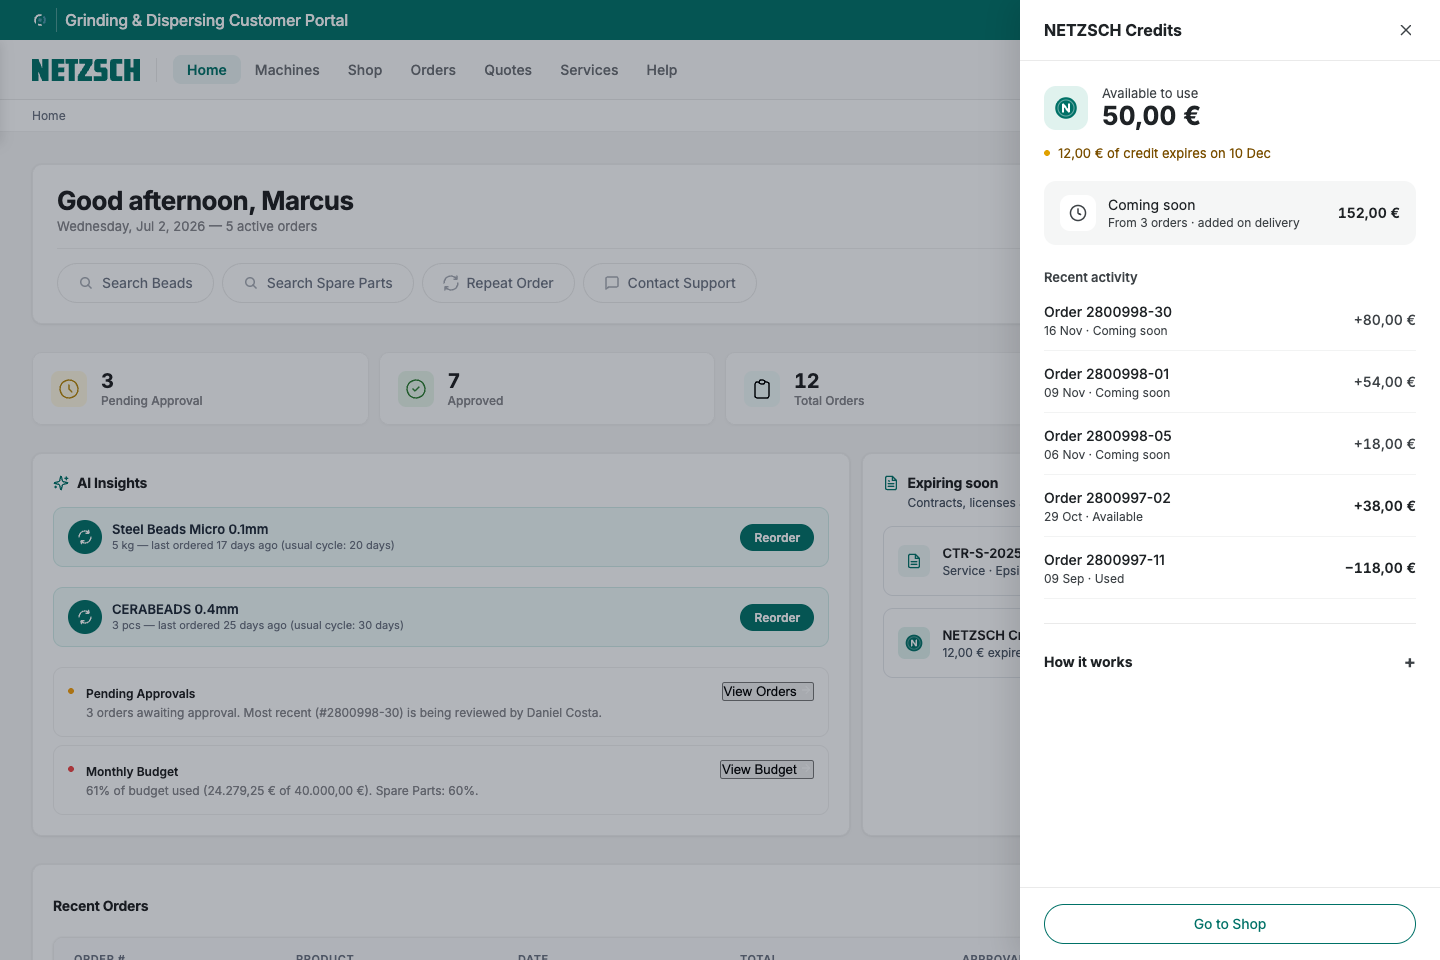 Grinding & Dispersing Customer Portal
NETZSCH
Home
Machines
Shop
Orders
Quotes
Services
Help
Home
Good afternoon, Marcus
Wednesday, Jul 2, 2026 — 5 active orders
Search Beads
Search Spare Parts
Repeat Order
Contact Support
3
Pending Approval
7
Approved
12
Total Orders
AI Insights
Steel Beads Micro 0.1mm
5 kg — last ordered 17 days ago (usual cycle: 20 days)
Reorder
CERABEADS 0.4mm
3 pcs — last ordered 25 days ago (usual cycle: 30 days)
Reorder
Pending Approvals
3 orders awaiting approval. Most recent (#2800998-30) is being reviewed by Daniel Costa.
View Orders
Monthly Budget
61% of budget used (24.279,25 € of 40.000,00 €). Spare Parts: 60%.
View Budget
Expiring soon
Contracts, licenses
CTR-S-2025
Service · Epsi
N
NETZSCH Cr
12,00 € expire
Recent Orders
ORDER #
PRODUCT
DATE
TOTAL
APPROVAL
NETZSCH Credits
N
Available to use
50,00 €
12,00 € of credit expires on 10 Dec
Coming soon
From 3 orders · added on delivery
152,00 €
Recent activity
Order 2800998-30
16 Nov · Coming soon
+80,00 €
Order 2800998-01
09 Nov · Coming soon
+54,00 €
Order 2800998-05
06 Nov · Coming soon
+18,00 €
Order 2800997-02
29 Oct · Available
+38,00 €
Order 2800997-11
09 Sep · Used
−118,00 €
How it works
+
Go to Shop